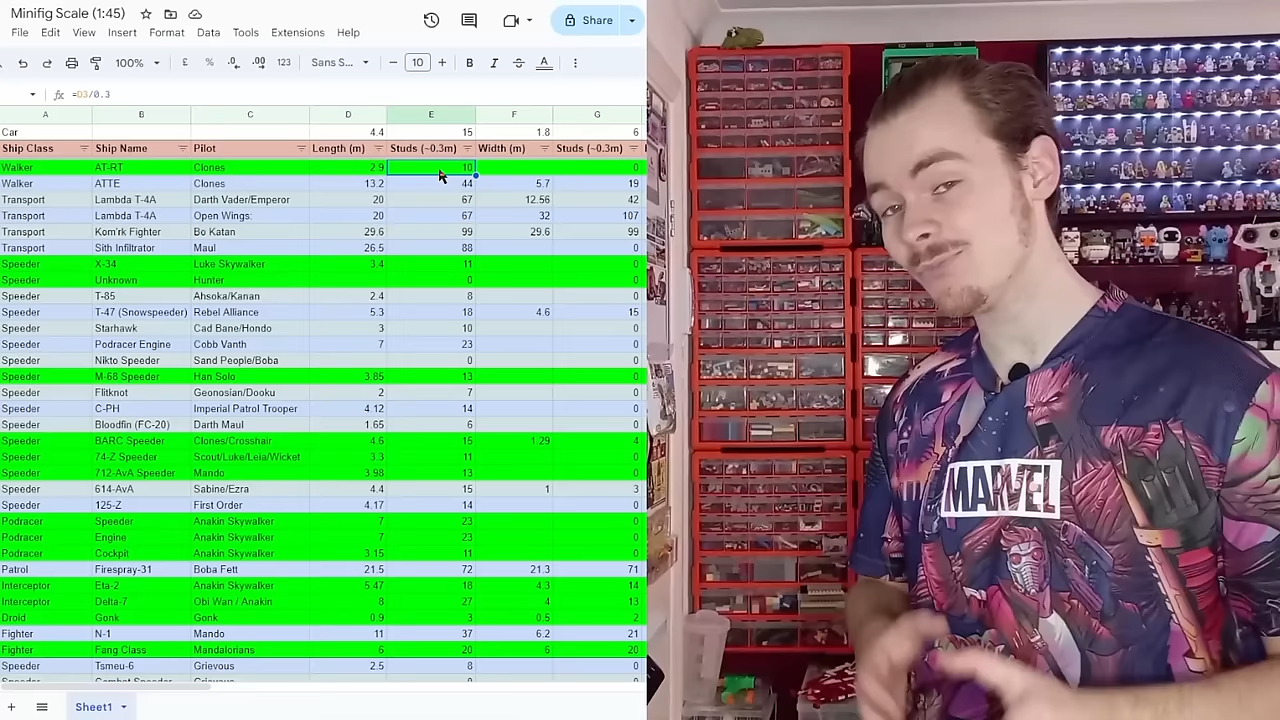 Minifig Scale (1:45)
File Edit View Insert Format Data Tools Extensions Help
Share
100% £ % .0 .00 123 Sans S... 10 B I A
fx =D3/0.3
A B C D E F G
Car 4.4 15 1.8 6
Ship Class Ship Name Pilot Length (m) Studs (~0.3m) Width (m) Studs (~0.3m)
Walker AT-RT Clones 2.9 10 0
Walker ATTE Clones 13.2 44 5.7 19
Transport Lambda T-4A Darth Vader/Emperor 20 67 12.56 42
Transport Lambda T-4A Open Wings: 20 67 32 107
Transport Kom'rk Fighter Bo Katan 29.6 99 29.6 99
Transport Sith Infiltrator Maul 26.5 88 0
Speeder X-34 Luke Skywalker 3.4 11 0
Speeder Unknown Hunter 0 0
Speeder T-85 Ahsoka/Kanan 2.4 8 0
Speeder T-47 (Snowspeeder) Rebel Alliance 5.3 18 4.6 15
Speeder Starhawk Cad Bane/Hondo 3 10 0
Speeder Podracer Engine Cobb Vanth 7 23 0
Speeder Nikto Speeder Sand People/Boba 0 0
Speeder M-68 Speeder Han Solo 3.85 13 0
Speeder Flitknot Geonosian/Dooku 2 7 0
Speeder C-PH Imperial Patrol Trooper 4.12 14 0
Speeder Bloodfin (FC-20) Darth Maul 1.65 6 0
Speeder BARC Speeder Clones/Crosshair 4.6 15 1.29 4
Speeder 74-Z Speeder Scout/Luke/Leia/Wicket 3.3 11 0
Speeder 712-AvA Speeder Mando 3.98 13 0
Speeder 614-AvA Sabine/Ezra 4.4 15 1 3
Speeder 125-Z First Order 4.17 14 0
Podracer Speeder Anakin Skywalker 7 23 0
Podracer Engine Anakin Skywalker 7 23 0
Podracer Cockpit Anakin Skywalker 3.15 11 0
Patrol Firespray-31 Boba Fett 21.5 72 21.3 71
Interceptor Eta-2 Anakin Skywalker 5.47 18 4.3 14
Interceptor Delta-7 Obi Wan / Anakin 8 27 4 13
Droid Gonk Gonk 0.9 3 0.5 2
Fighter N-1 Mando 11 37 6.2 21
Fighter Fang Class Mandalorians 6 20 6 20
Speeder Tsmeu-6 Grievous 2.5 8 0
Sheet1
MARVEL